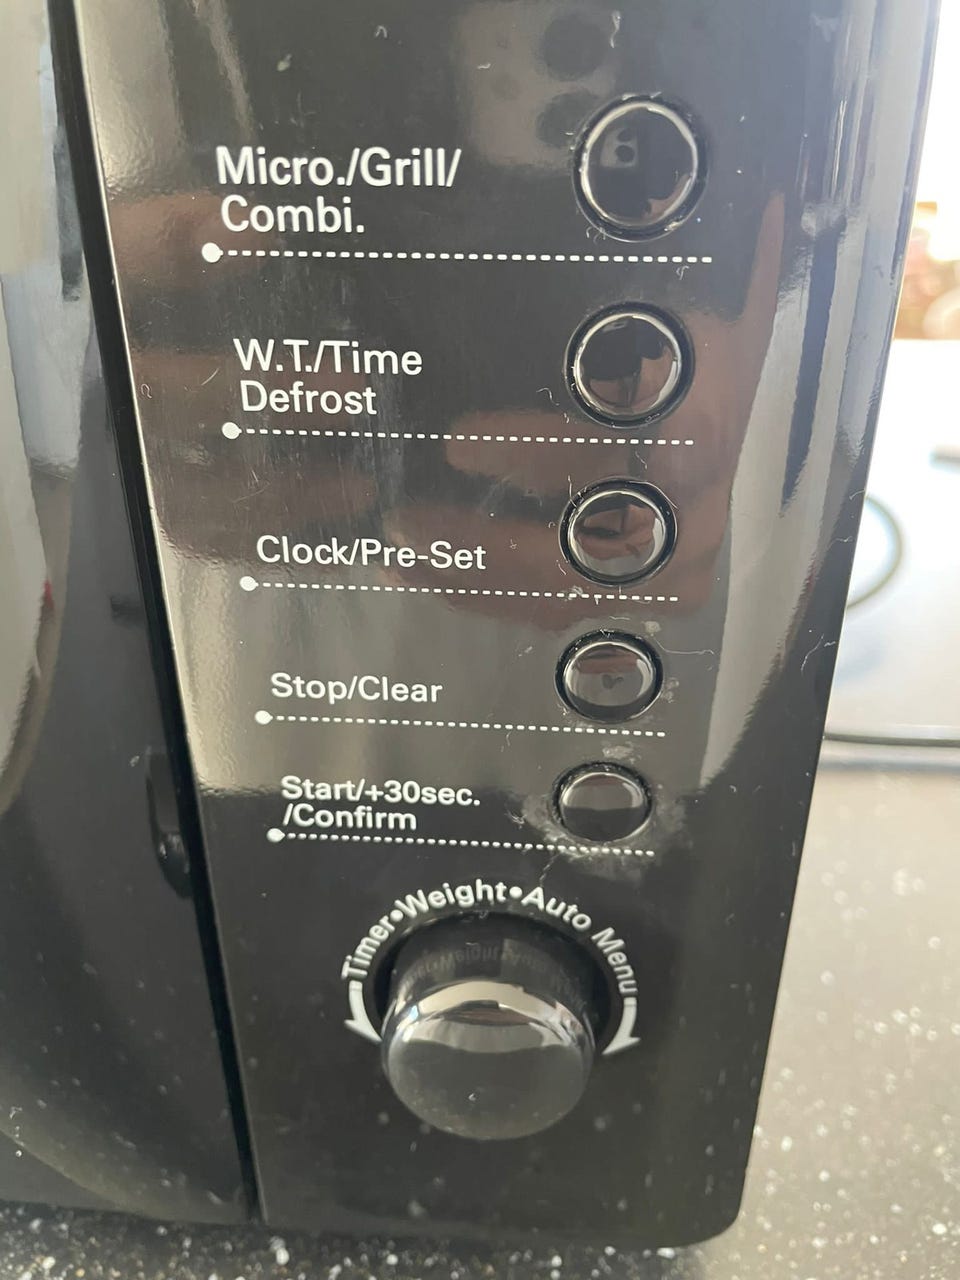 Micro./Grill/
Combi.
W.T./Time
Defrost
Clock/Pre-Set
Stop/Clear
Start/+30sec.
/Confirm
Timer•Weight•Auto Menu